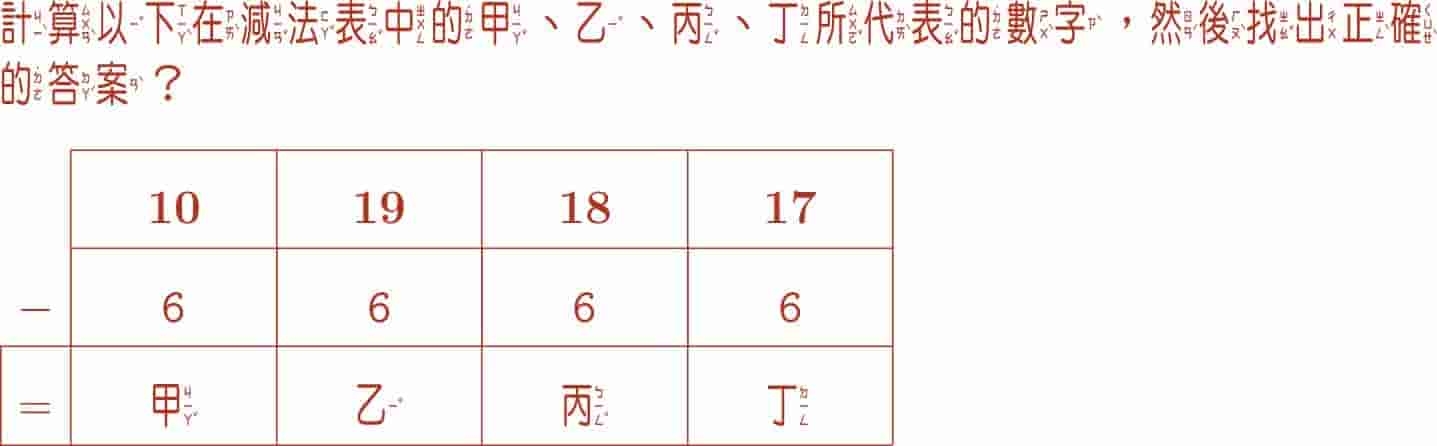 計算以下在減法表中的甲、乙、丙、丁所代表的數字，然後找出正確
的答案？
10 19 18 17
− 6 6 6 6
= 甲 乙 丙 丁